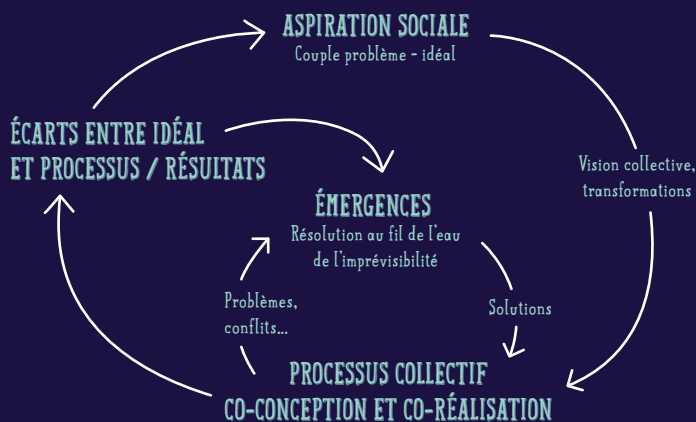 ASPIRATION SOCIALE
Couple problème - idéal
ÉCARTS ENTRE IDÉAL
ET PROCESSUS / RÉSULTATS
Vision collective,
transformations
ÉMERGENCES
Résolution au fil de l'eau
de l'imprévisibilité
Problèmes,
conflits...
Solutions
PROCESSUS COLLECTIF
CO-CONCEPTION ET CO-RÉALISATION